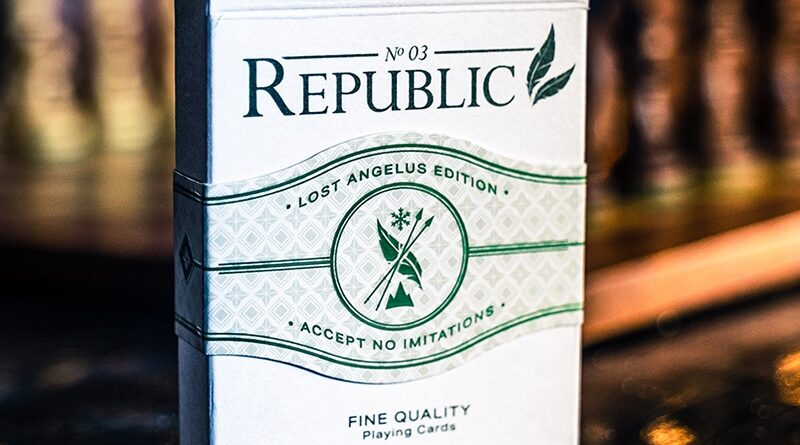 Nº 03
REPUBLIC
• LOST ANGELUS EDITION •
• ACCEPT NO IMITATIONS •
FINE QUALITY
Playing Cards